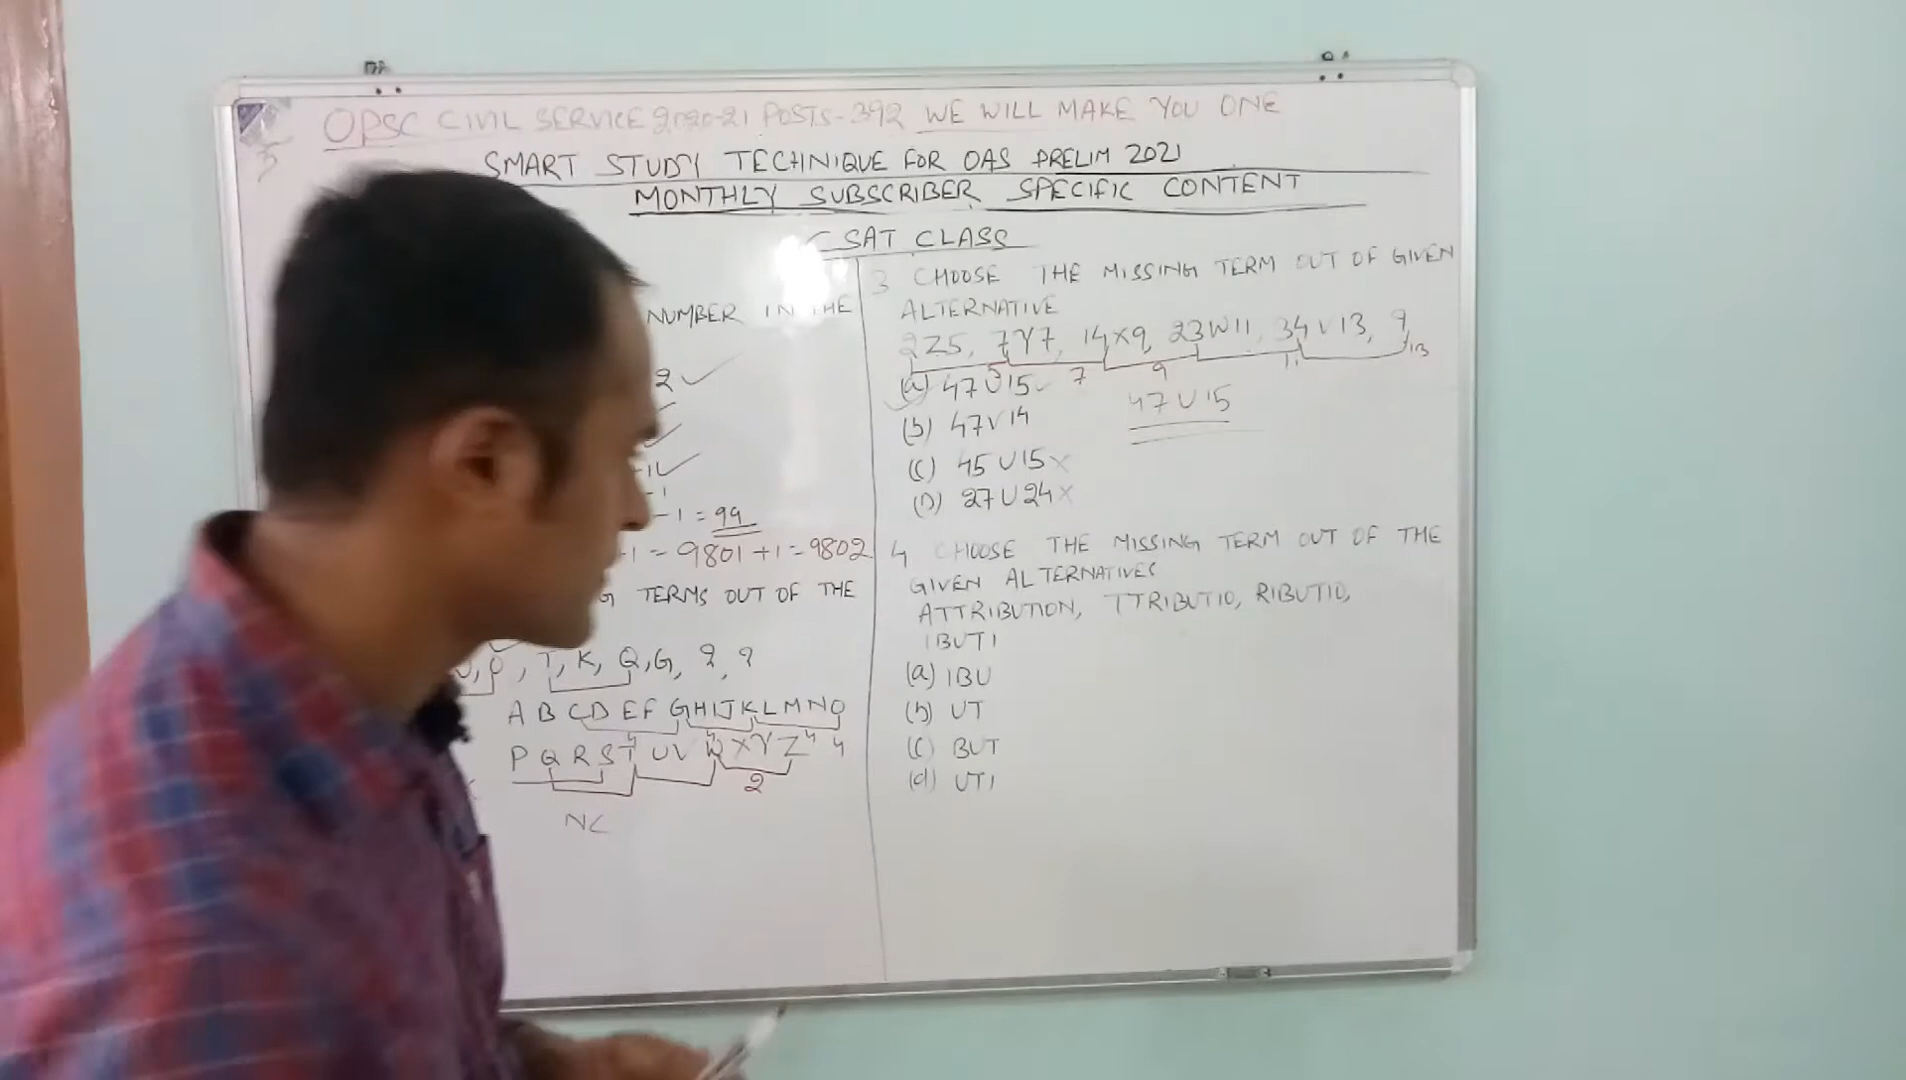 OPSC CIVIL SERVICE 2020-21 POSTS-392 WE WILL MAKE YOU ONE
SMART STUDY TECHNIQUE FOR OAS PRELIM 2021
MONTHLY SUBSCRIBER SPECIFIC CONTENT
CSAT CLASS
NUMBER IN THE
2
-1
-1 = 99
+1 = 9801 +1 = 9802
TERMS OUT OF THE
T, K, Q, G, ?, ?
A B C D E F G H I J K L M N O
P Q R S T U V W X Y Z
2
NC
3 CHOOSE THE MISSING TERM OUT OF GIVEN
ALTERNATIVE
2Z5, 7Y7, 14X9, 23W11, 34V13, ?
5 7 9 11 13
(a) 47U15
47U15
(b) 47V14
(c) 45U15
(D) 27U24
4 CHOOSE THE MISSING TERM OUT OF THE
GIVEN ALTERNATIVES
ATTRIBUTION, TTRIBUTIO, RIBUTIO,
IBUTI
(a) IBU
(b) UT
(c) BUT
(d) UTI